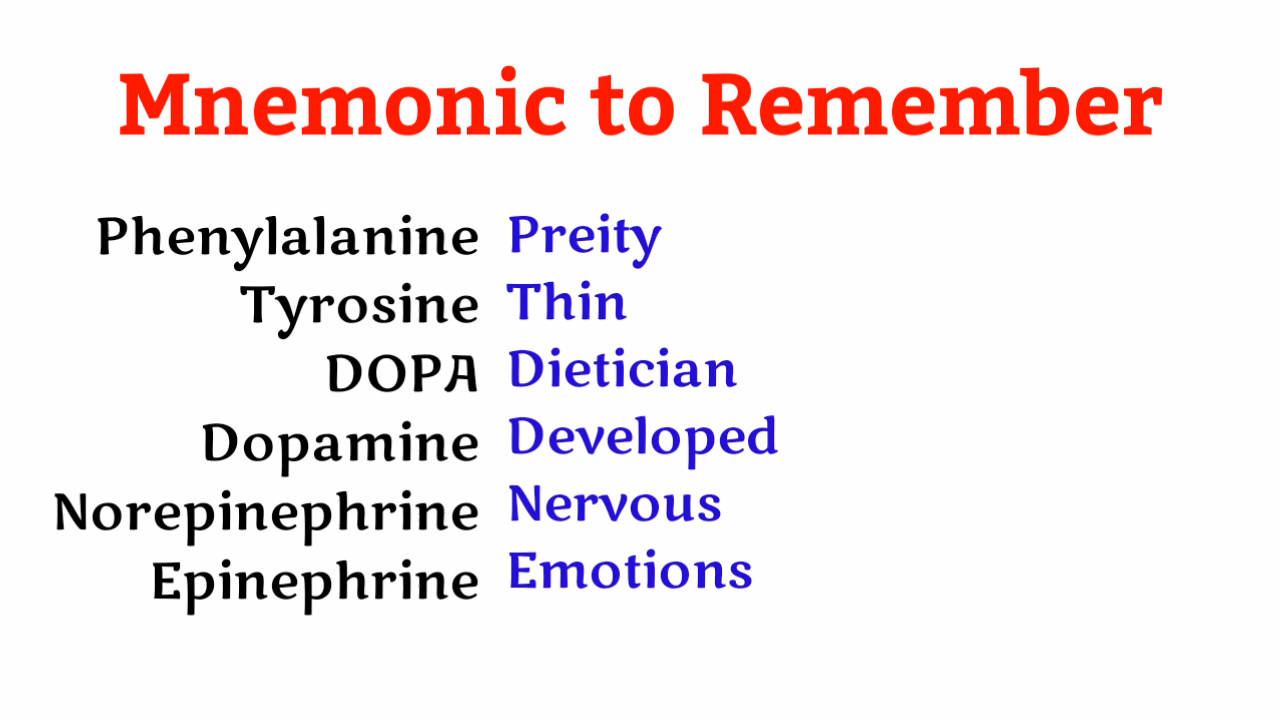 Mnemonic to Remember
Phenylalanine Preity
Tyrosine Thin
DOPA Dietician
Dopamine Developed
Norepinephrine Nervous
Epinephrine Emotions